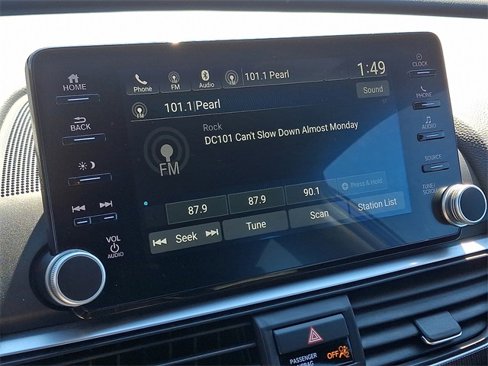 HOME
BACK
VOL
AUDIO
Phone
FM
Audio
101.1 Pearl
1:49
Sound
101.1 Pearl
Rock
DC101 Can't Slow Down Almost Monday
FM
87.9
87.9
90.1
Press & Hold
Seek
Tune
Scan
Station List
CLOCK
PHONE
AUDIO
SOURCE
TUNE/
SCROLL
PASSENGER
AIRBAG
OFF